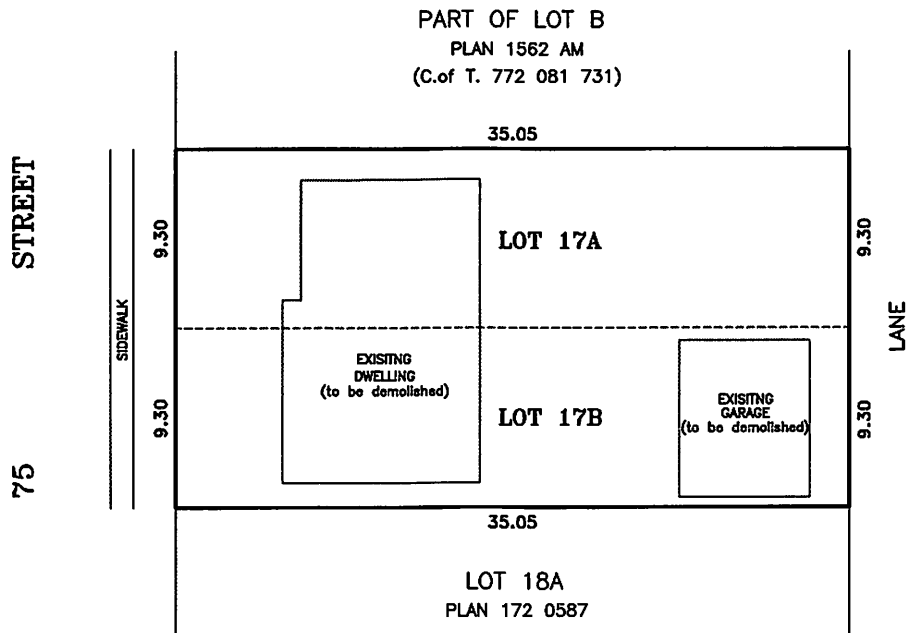 PART OF LOT B
PLAN 1562 AM
(C.of T. 772 081 731)
35.05
75 STREET
SIDEWALK
9.30
LOT 17A
9.30
LANE
EXISITNG
DWELLING
(to be demolished)
9.30
LOT 17B
EXISITNG
GARAGE
(to be demolished)
9.30
35.05
LOT 18A
PLAN 172 0587